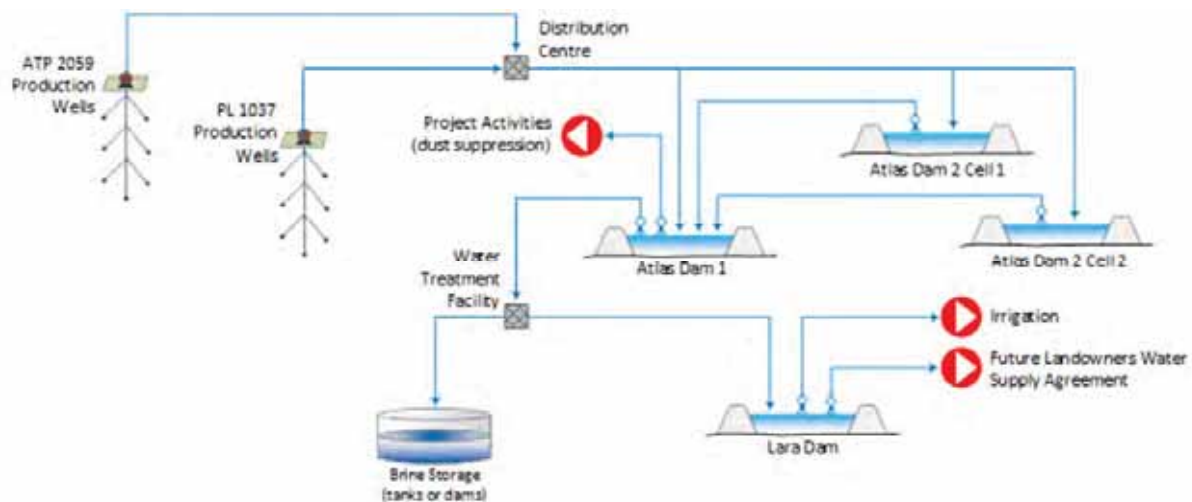 Distribution
Centre
ATP 2059
Production
Wells
PL 1037
Production
Wells
Project Activities
(dust suppression)
Atlas Dam 2 Cell 1
Atlas Dam 1
Atlas Dam 2 Cell 2
Water
Treatment
Facility
Irrigation
Future Landowners Water
Supply Agreement
Lara Dam
Brine Storage
(tanks or dams)